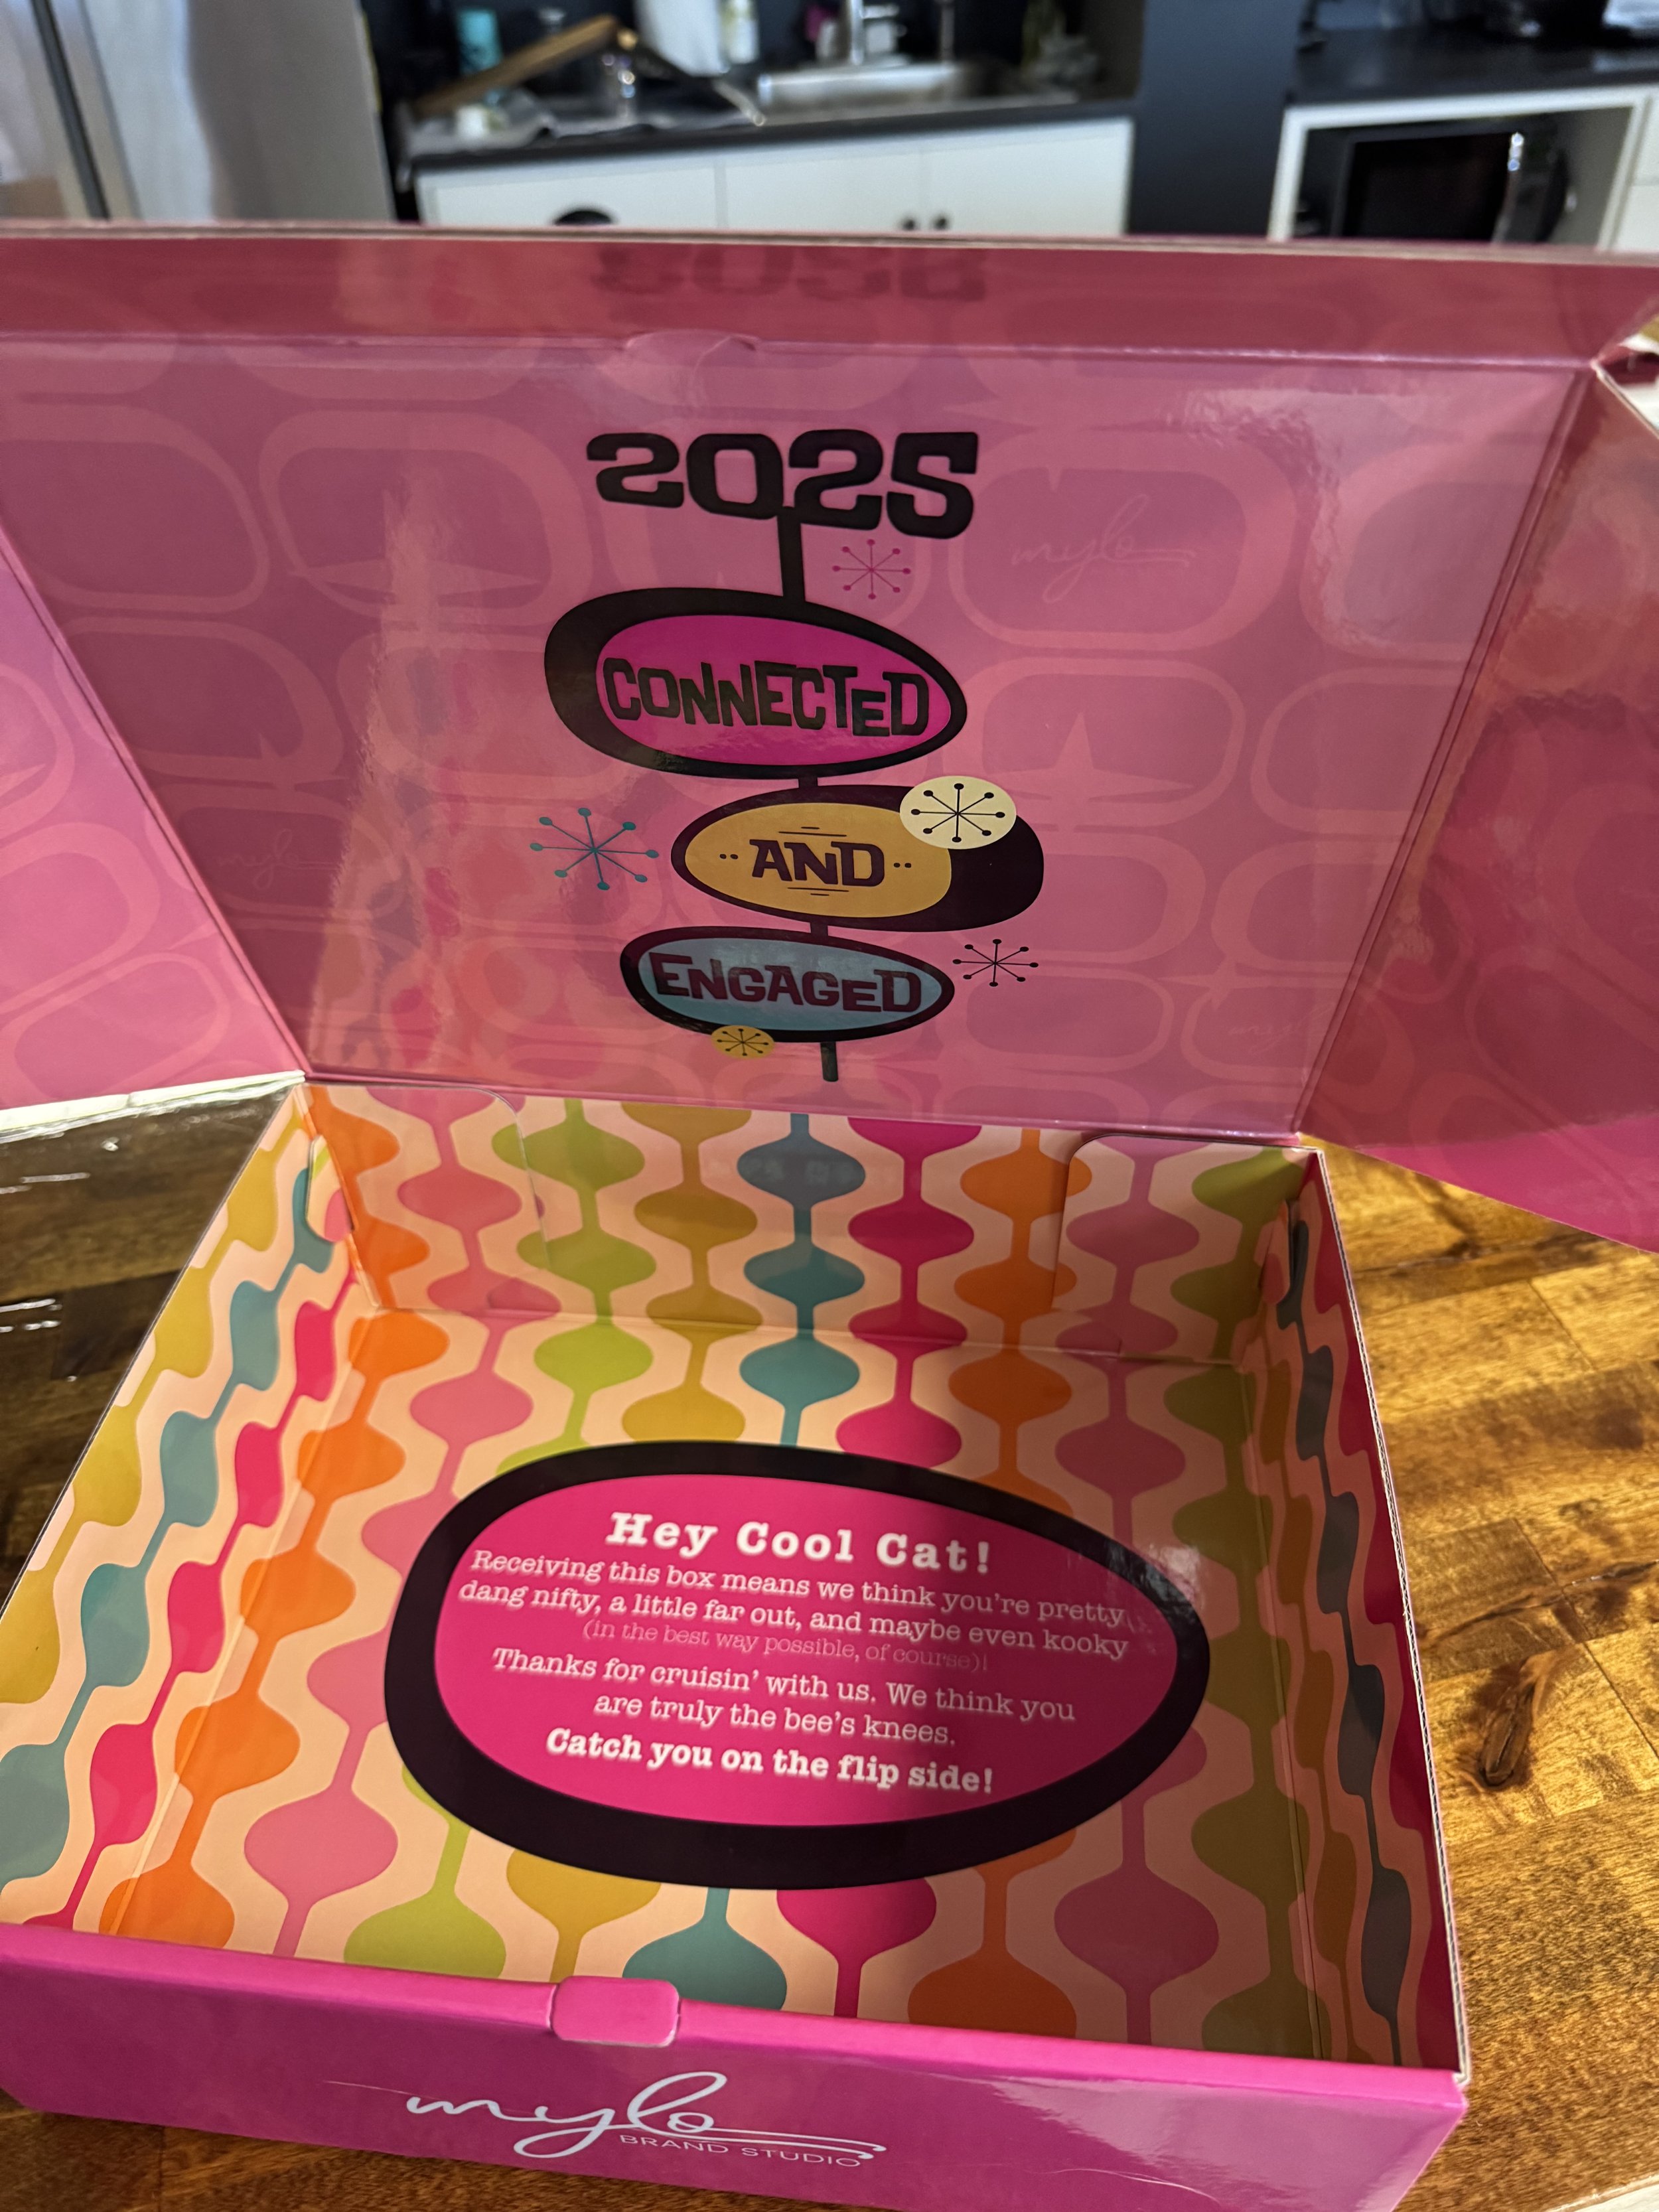 2025
mylo
CONNECTED
AND
ENGAGED
Hey Cool Cat!
Receiving this box means we think you're pretty
dang nifty, a little far out, and maybe even kooky
(in the best way possible, of course)!
Thanks for cruisin' with us. We think you
are truly the bee's knees.
Catch you on the flip side!
mylo
BRAND STUDIO